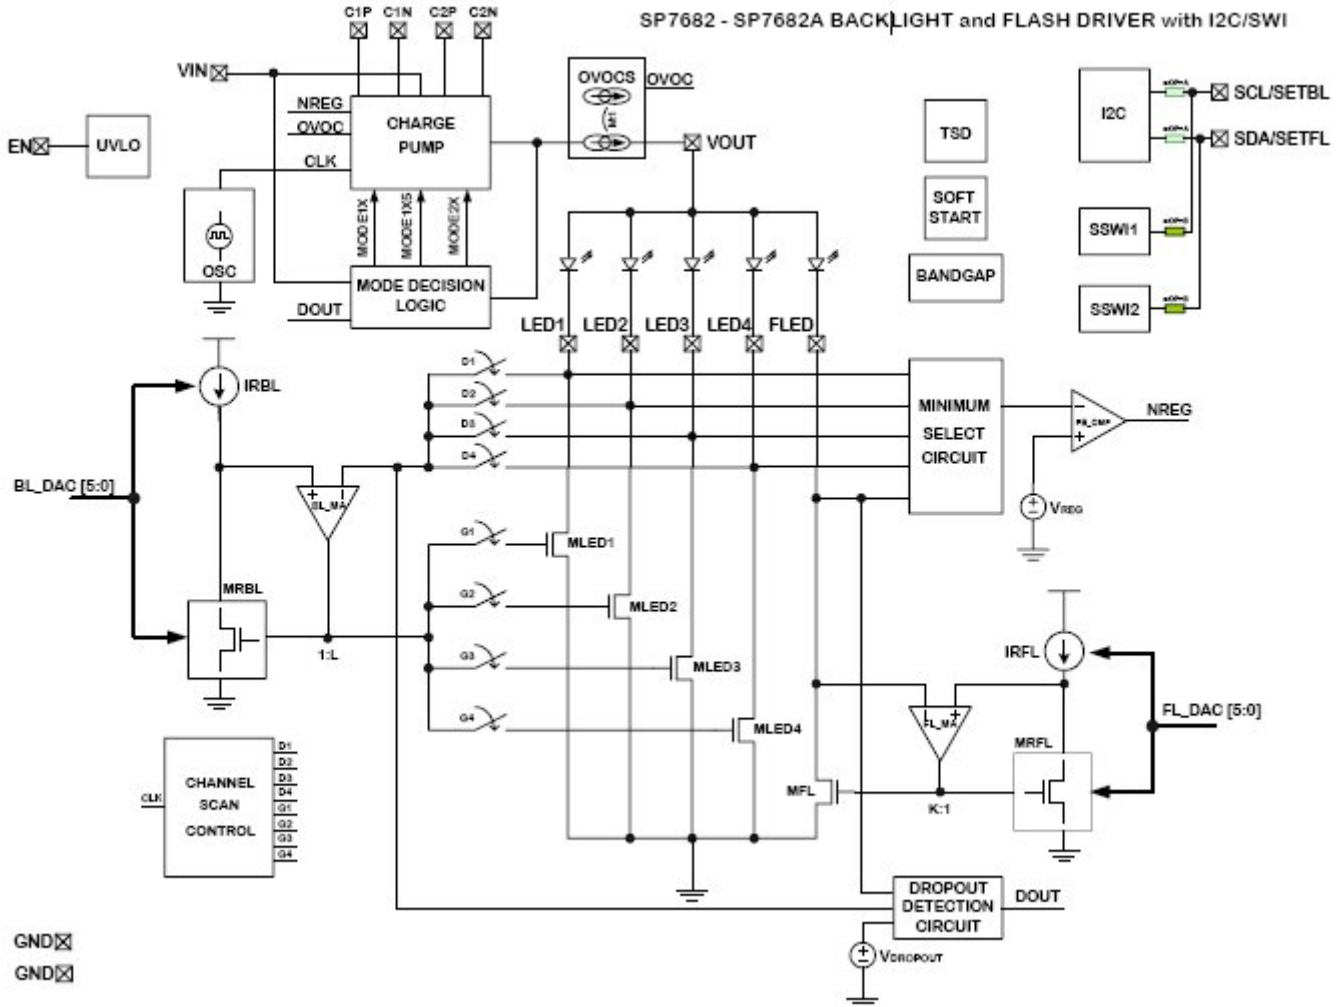 SP7682 - SP7682A BACKLIGHT and FLASH DRIVER with I2C/SWI
C1P C1N C2P C2N
VIN
NREG
OVOC
CLK
CHARGE
PUMP
OVOCS
M1
OVOC
VOUT
EN
UVLO
OSC
MODE1X
MODE1X5
MODE2X
MODE DECISION
LOGIC
DOUT
TSD
SOFT
START
BANDGAP
I2C
SCL/SETBL
SDA/SETFL
SSWI1
SSWI2
LED1 LED2 LED3 LED4 FLED
D1
D2
D3
D4
IRBL
BL_DAC [5:0]
BL_MA
MRBL
1:L
G1
G2
G3
G4
MLED1
MLED2
MLED3
MLED4
MINIMUM
SELECT
CIRCUIT
NREG
VREG
IRFL
FL_DAC [5:0]
FL_MA
MRFL
MFL
K:1
CLK
CHANNEL
SCAN
CONTROL
D1
D2
D3
D4
G1
G2
G3
G4
DROPOUT
DETECTION
CIRCUIT
DOUT
VDROPOUT
GND
GND